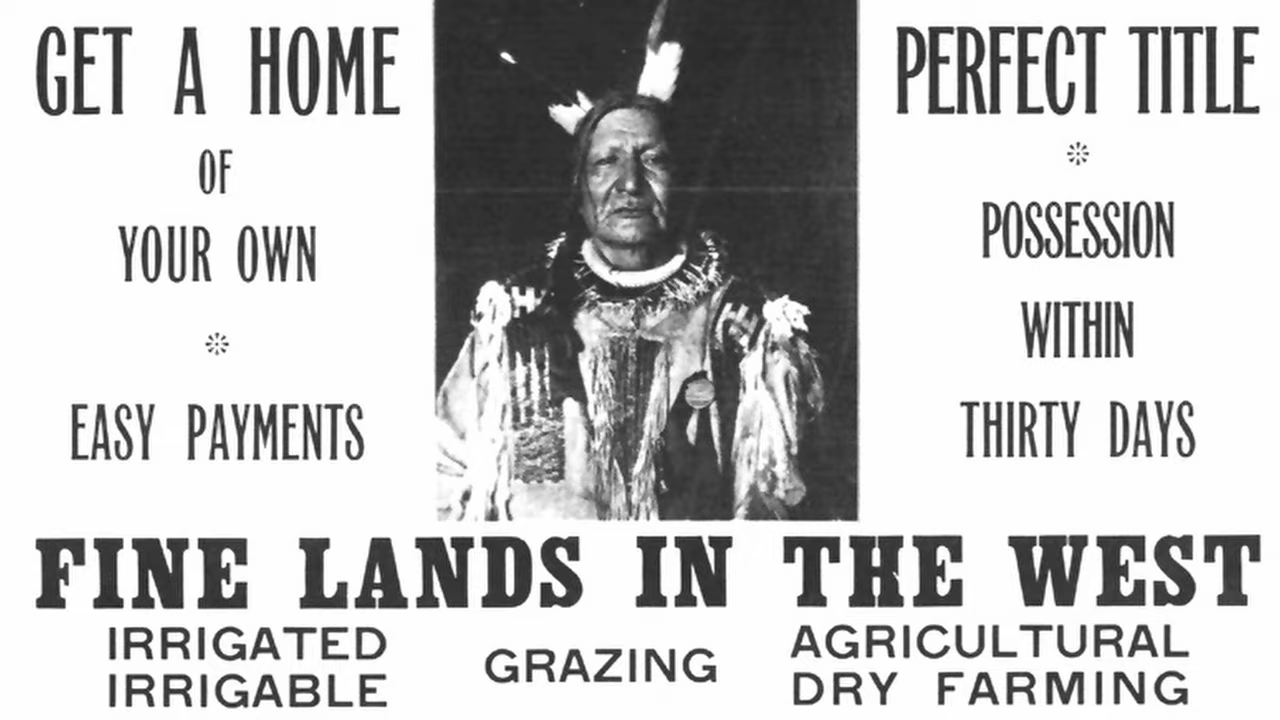 GET A HOME
OF
YOUR OWN
EASY PAYMENTS
PERFECT TITLE
POSSESSION
WITHIN
THIRTY DAYS
FINE LANDS IN THE WEST
IRRIGATED
IRRIGABLE
GRAZING
AGRICULTURAL
DRY FARMING